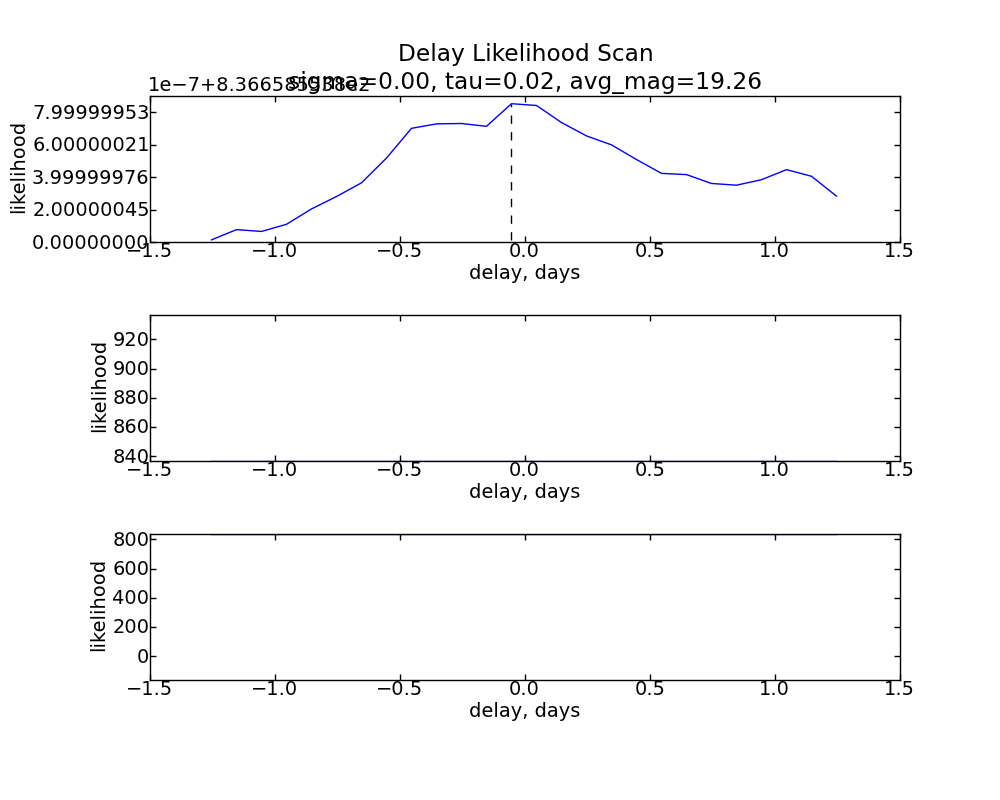 Delay Likelihood Scan
sigma=0.00, tau=0.02, avg_mag=19.26
7.99999953
6.00000021
3.99999976
2.00000045
0.00000000
likelihood
−1.5 −1.0 −0.5 0.0 0.5 1.0 1.5
delay, days
920
900
880
860
840
likelihood
−1.5 −1.0 −0.5 0.0 0.5 1.0 1.5
delay, days
800
600
400
200
0
likelihood
−1.5 −1.0 −0.5 0.0 0.5 1.0 1.5
delay, days